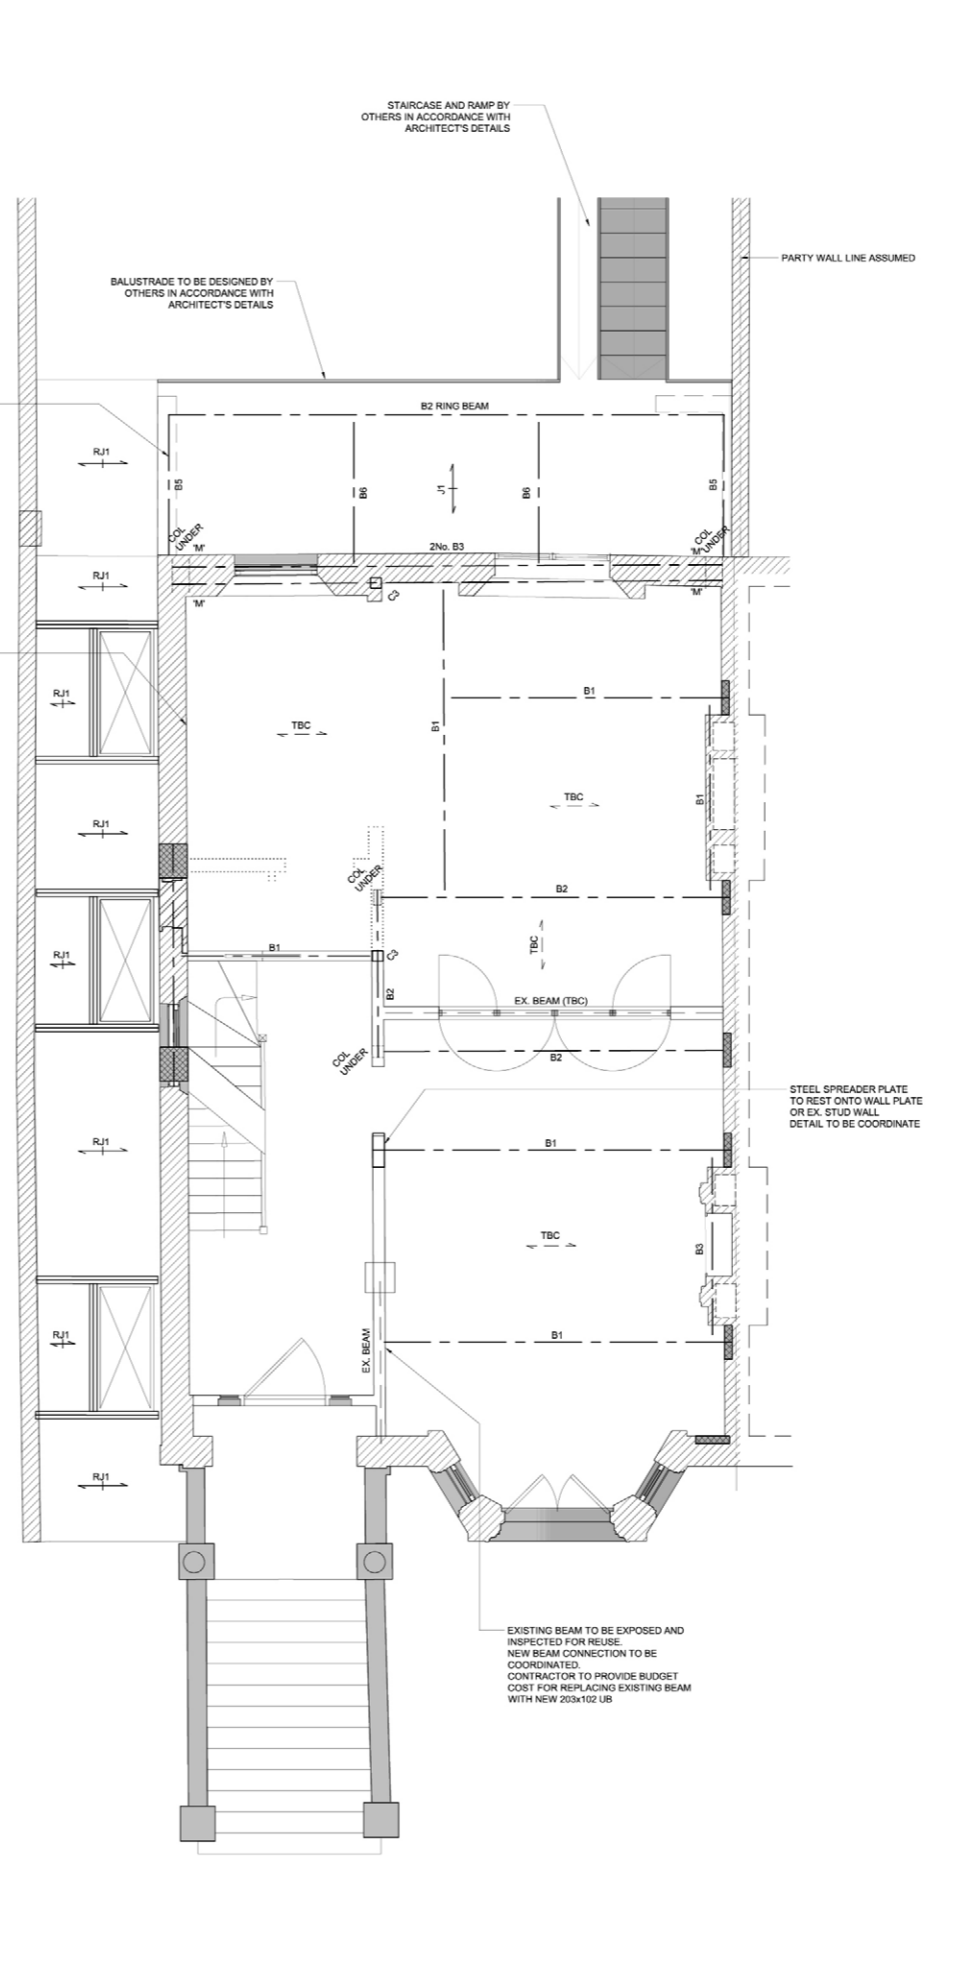 STAIRCASE AND RAMP BY
OTHERS IN ACCORDANCE WITH
ARCHITECT'S DETAILS
PARTY WALL LINE ASSUMED
BALUSTRADE TO BE DESIGNED BY
OTHERS IN ACCORDANCE WITH
ARCHITECT'S DETAILS
B2 RING BEAM
RJ1
B5
B6
J1
B6
B5
COL
UNDER
COL
UNDER
'M'
2No. B3
'M'
RJ1
'M'
C3
'M'
RJ1
B1
TBC
B1
TBC
B1
RJ1
COL
UNDER
B2
RJ1
B1
C3
TBC
B2
EX. BEAM (TBC)
COL
UNDER
B2
STEEL SPREADER PLATE
TO REST ONTO WALL PLATE
OR EX. STUD WALL
DETAIL TO BE COORDINATE
RJ1
B1
TBC
B3
RJ1
EX. BEAM
B1
RJ1
EXISTING BEAM TO BE EXPOSED AND
INSPECTED FOR REUSE.
NEW BEAM CONNECTION TO BE
COORDINATED.
CONTRACTOR TO PROVIDE BUDGET
COST FOR REPLACING EXISTING BEAM
WITH NEW 203x102 UB